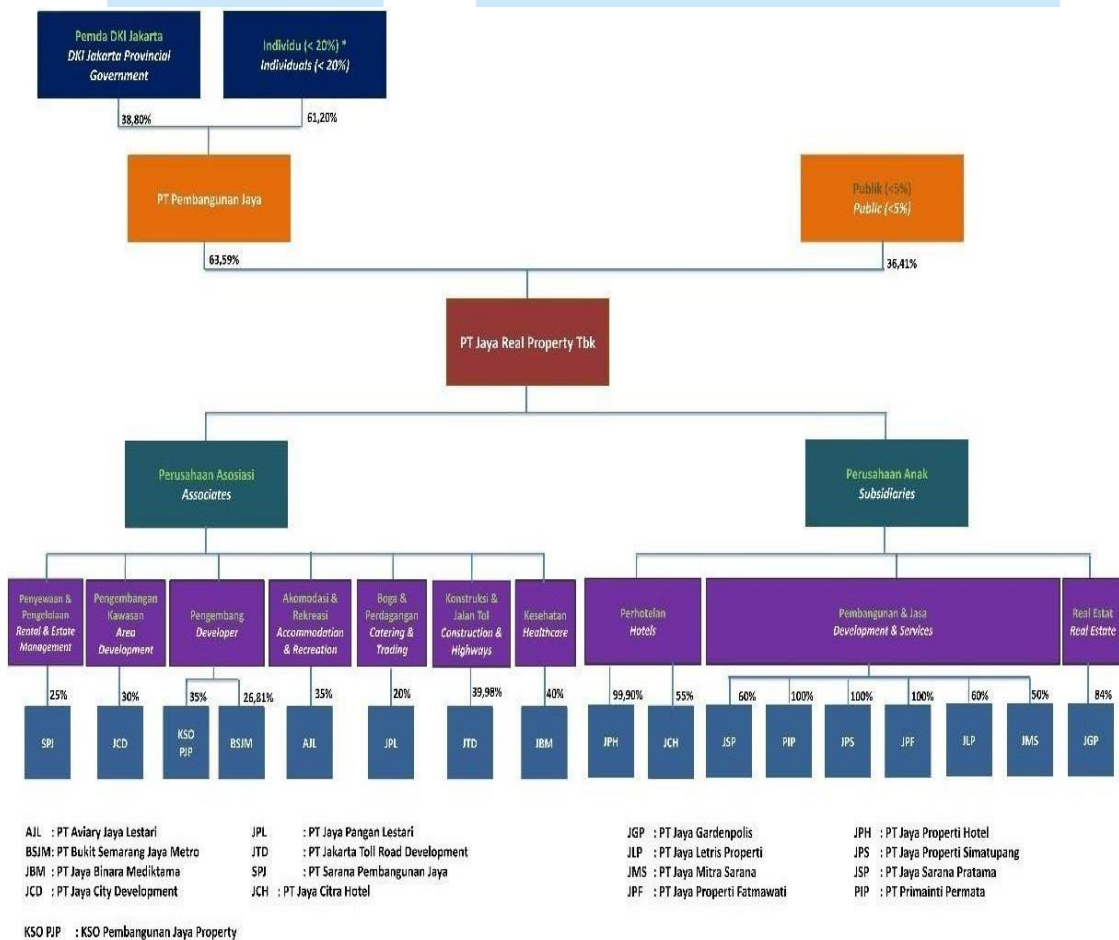 Pemda DKI Jakarta
DKI Jakarta Provincial
Government
Individu (< 20%) *
Individuals (< 20%)
38,80%
61,20%
PT Pembangunan Jaya
Publik (<5%)
Public (<5%)
63,59%
36,41%
PT Jaya Real Property Tbk
Perusahaan Asosiasi
Associates
Perusahaan Anak
Subsidiaries
Penyewaan &
Pengelolaan
Rental & Estate
Management
Pengembangan
Kawasan
Area
Development
Pengembang
Developer
Akomodasi &
Rekreasi
Accommodation
& Recreation
Boga &
Perdagangan
Catering &
Trading
Konstruksi &
Jalan Tol
Construction &
Highways
Kesehatan
Healthcare
Perhotelan
Hotels
Pembangunan & Jasa
Development & Services
Real Estat
Real Estate
25%
30%
35%
26,81%
35%
20%
39,98%
40%
99,90%
55%
60%
100%
100%
100%
60%
50%
84%
SPJ
JCD
KSO
PJP
BSJM
AJL
JPL
JTD
JBM
JPH
JCH
JSP
PIP
JPS
JPF
JLP
JMS
JGP
AJL : PT Aviary Jaya Lestari
BSJM: PT Bukit Semarang Jaya Metro
JBM : PT Jaya Binara Mediktama
JCD : PT Jaya City Development
KSO PJP : KSO Pembangunan Jaya Property
JPL : PT Jaya Pangan Lestari
JTD : PT Jakarta Toll Road Development
SPJ : PT Sarana Pembangunan Jaya
JCH : PT Jaya Citra Hotel
JGP : PT Jaya Gardenpolis
JLP : PT Jaya Letris Properti
JMS : PT Jaya Mitra Sarana
JPF : PT Jaya Properti Fatmawati
JPH : PT Jaya Properti Hotel
JPS : PT Jaya Properti Simatupang
JSP : PT Jaya Sarana Pratama
PIP : PT Primainti Permata